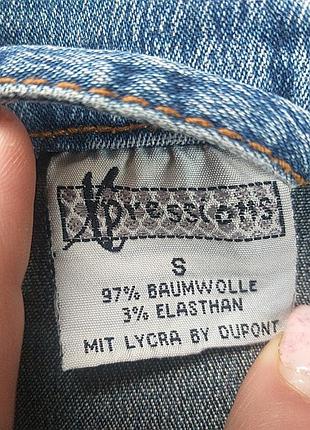 Xpressions
S
97% BAUMWOLLE
3% ELASTHAN
MIT LYCRA BY DUPONT